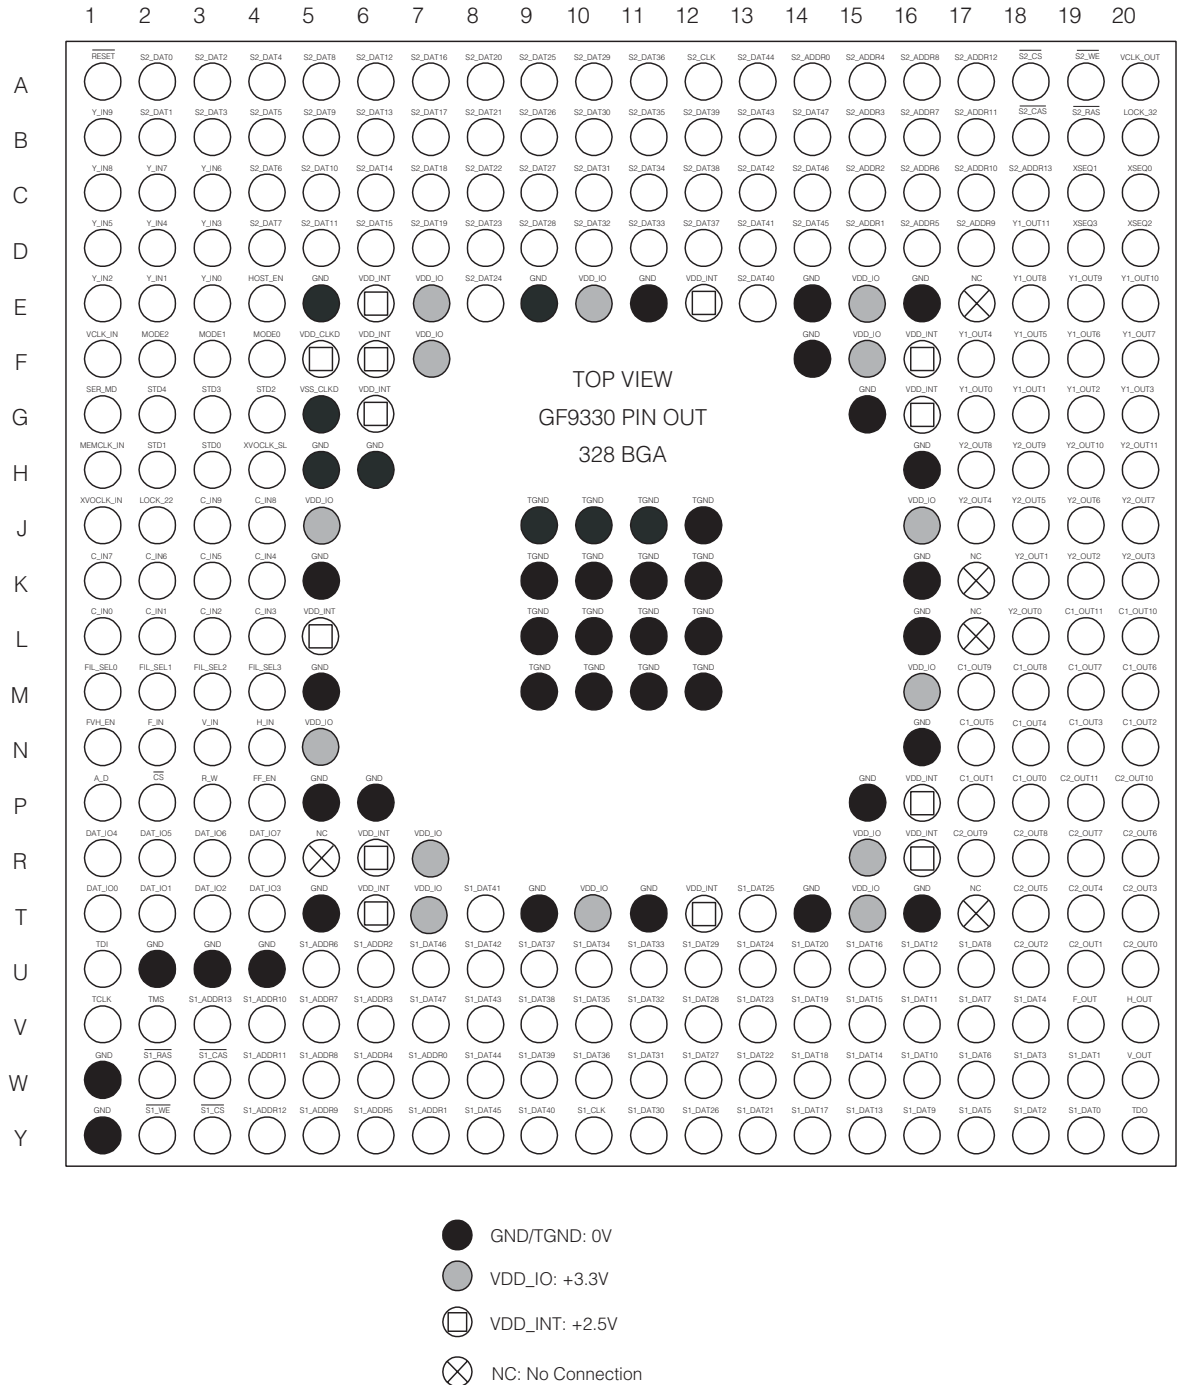 1 2 3 4 5 6 7 8 9 10 11 12 13 14 15 16 17 18 19 20
RESET S2_DAT0 S2_DAT2 S2_DAT4 S2_DAT8 S2_DAT12 S2_DAT16 S2_DAT20 S2_DAT25 S2_DAT29 S2_DAT36 S2_CLK S2_DAT44 S2_ADDR0 S2_ADDR4 S2_ADDR8 S2_ADDR12 S2_CS S2_WE VCLK_OUT
A
Y_IN9 S2_DAT1 S2_DAT3 S2_DAT5 S2_DAT9 S2_DAT13 S2_DAT17 S2_DAT21 S2_DAT26 S2_DAT30 S2_DAT35 S2_DAT39 S2_DAT43 S2_DAT47 S2_ADDR3 S2_ADDR7 S2_ADDR11 S2_CAS S2_RAS LOCK_32
B
Y_IN8 Y_IN7 Y_IN6 S2_DAT6 S2_DAT10 S2_DAT14 S2_DAT18 S2_DAT22 S2_DAT27 S2_DAT31 S2_DAT34 S2_DAT38 S2_DAT42 S2_DAT46 S2_ADDR2 S2_ADDR6 S2_ADDR10 S2_ADDR13 XSEQ1 XSEQ0
C
Y_IN5 Y_IN4 Y_IN3 S2_DAT7 S2_DAT11 S2_DAT15 S2_DAT19 S2_DAT23 S2_DAT28 S2_DAT32 S2_DAT33 S2_DAT37 S2_DAT41 S2_DAT45 S2_ADDR1 S2_ADDR5 S2_ADDR9 Y1_OUT11 XSEQ3 XSEQ2
D
Y_IN2 Y_IN1 Y_IN0 HOST_EN GND VDD_INT VDD_IO S2_DAT24 GND VDD_IO GND VDD_INT S2_DAT40 GND VDD_IO GND NC Y1_OUT8 Y1_OUT9 Y1_OUT10
E
VCLK_IN MODE2 MODE1 MODE0 VDD_CLKD VDD_INT VDD_IO GND VDD_IO VDD_INT Y1_OUT4 Y1_OUT5 Y1_OUT6 Y1_OUT7
F
TOP VIEW
SER_MD STD4 STD3 STD2 VSS_CLKD VDD_INT GND VDD_INT Y1_OUT0 Y1_OUT1 Y1_OUT2 Y1_OUT3
G
GF9330 PIN OUT
MEMCLK_IN STD1 STD0 XVOCLK_SL GND GND GND Y2_OUT8 Y2_OUT9 Y2_OUT10 Y2_OUT11
H
328 BGA
XVOCLK_IN LOCK_22 C_IN9 C_IN8 VDD_IO TGND TGND TGND TGND VDD_IO Y2_OUT4 Y2_OUT5 Y2_OUT6 Y2_OUT7
J
C_IN7 C_IN6 C_IN5 C_IN4 GND TGND TGND TGND TGND GND NC Y2_OUT1 Y2_OUT2 Y2_OUT3
K
C_IN0 C_IN1 C_IN2 C_IN3 VDD_INT TGND TGND TGND TGND GND NC Y2_OUT0 C1_OUT11 C1_OUT10
L
FIL_SEL0 FIL_SEL1 FIL_SEL2 FIL_SEL3 GND TGND TGND TGND TGND VDD_IO C1_OUT9 C1_OUT8 C1_OUT7 C1_OUT6
M
FVH_EN F_IN V_IN H_IN VDD_IO GND C1_OUT5 C1_OUT4 C1_OUT3 C1_OUT2
N
A_D CS R_W FF_EN GND GND GND VDD_INT C1_OUT1 C1_OUT0 C2_OUT11 C2_OUT10
P
DAT_IO4 DAT_IO5 DAT_IO6 DAT_IO7 NC VDD_INT VDD_IO VDD_IO VDD_INT C2_OUT9 C2_OUT8 C2_OUT7 C2_OUT6
R
DAT_IO0 DAT_IO1 DAT_IO2 DAT_IO3 GND VDD_INT VDD_IO S1_DAT41 GND VDD_IO GND VDD_INT S1_DAT25 GND VDD_IO GND NC C2_OUT5 C2_OUT4 C2_OUT3
T
TDI GND GND GND S1_ADDR6 S1_ADDR2 S1_DAT46 S1_DAT42 S1_DAT37 S1_DAT34 S1_DAT33 S1_DAT29 S1_DAT24 S1_DAT20 S1_DAT16 S1_DAT12 S1_DAT8 C2_OUT2 C2_OUT1 C2_OUT0
U
TCLK TMS S1_ADDR13 S1_ADDR10 S1_ADDR7 S1_ADDR3 S1_DAT47 S1_DAT43 S1_DAT38 S1_DAT35 S1_DAT32 S1_DAT28 S1_DAT23 S1_DAT19 S1_DAT15 S1_DAT11 S1_DAT7 S1_DAT4 F_OUT H_OUT
V
GND S1_RAS S1_CAS S1_ADDR11 S1_ADDR8 S1_ADDR4 S1_ADDR0 S1_DAT44 S1_DAT39 S1_DAT36 S1_DAT31 S1_DAT27 S1_DAT22 S1_DAT18 S1_DAT14 S1_DAT10 S1_DAT6 S1_DAT3 S1_DAT1 V_OUT
W
GND S1_WE S1_CS S1_ADDR12 S1_ADDR9 S1_ADDR5 S1_ADDR1 S1_DAT45 S1_DAT40 S1_CLK S1_DAT30 S1_DAT26 S1_DAT21 S1_DAT17 S1_DAT13 S1_DAT9 S1_DAT5 S1_DAT2 S1_DAT0 TDO
Y
GND/TGND: 0V
VDD_IO: +3.3V
VDD_INT: +2.5V
NC: No Connection